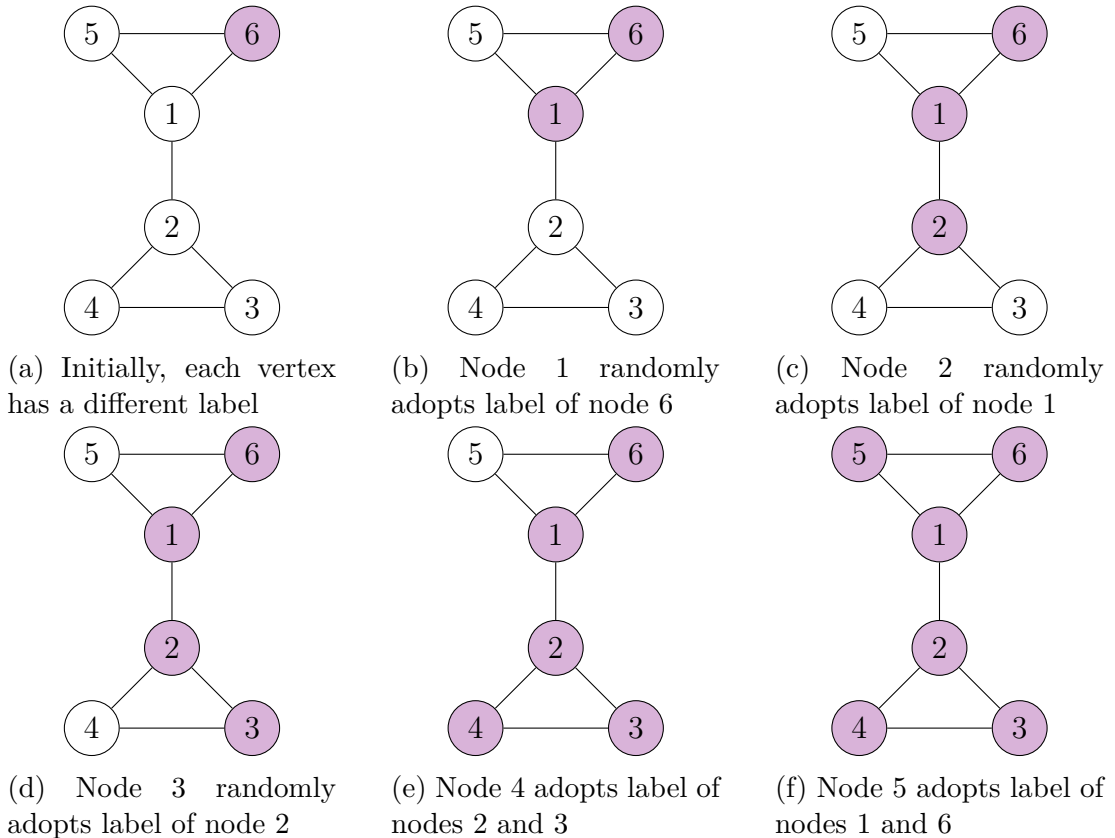 5 6 5 6 5 6
1 1 1
2 2 2
4 3 4 3 4 3
(a) Initially, each vertex
has a different label
(b) Node 1 randomly
adopts label of node 6
(c) Node 2 randomly
adopts label of node 1
5 6 5 6 5 6
1 1 1
2 2 2
4 3 4 3 4 3
(d) Node 3 randomly
adopts label of node 2
(e) Node 4 adopts label of
nodes 2 and 3
(f) Node 5 adopts label of
nodes 1 and 6